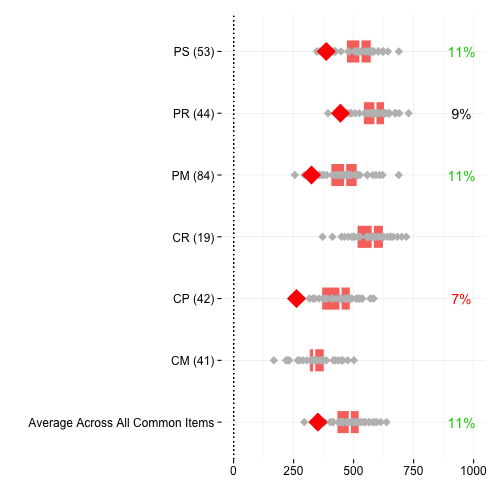 PS (53) 11%
PR (44) 9%
PM (84) 11%
CR (19)
CP (42) 7%
CM (41)
Average Across All Common Items 11%
0 250 500 750 1000